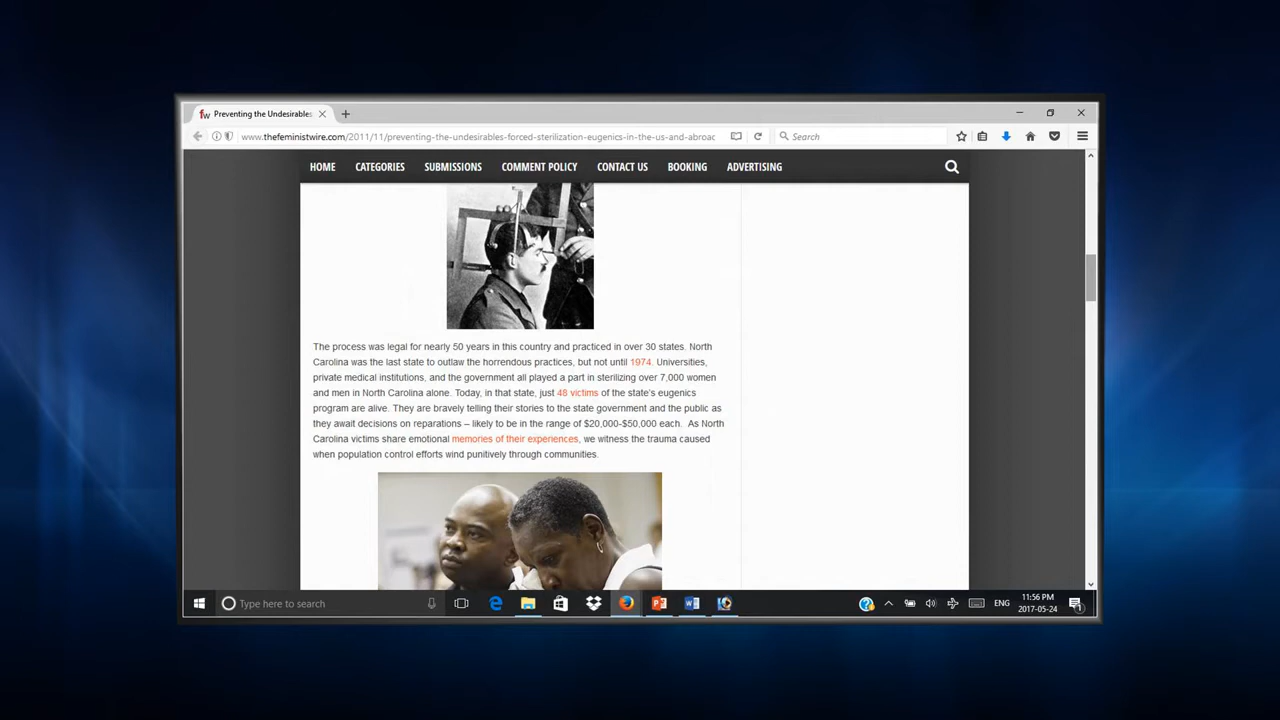 fw Preventing the Undesirables
www.thefeministwire.com/2011/11/preventing-the-undesirables-forced-sterilization-eugenics-in-the-us-and-abroad
Search
HOME CATEGORIES SUBMISSIONS COMMENT POLICY CONTACT US BOOKING ADVERTISING
The process was legal for nearly 50 years in this country and practiced in over 30 states. North
Carolina was the last state to outlaw the horrendous practices, but not until 1974. Universities,
private medical institutions, and the government all played a part in sterilizing over 7,000 women
and men in North Carolina alone. Today, in that state, just 48 victims of the state's eugenics
program are alive. They are bravely telling their stories to the state government and the public as
they await decisions on reparations – likely to be in the range of $20,000-$50,000 each. As North
Carolina victims share emotional memories of their experiences, we witness the trauma caused
when population control efforts wind punitively through communities.
Type here to search
ENG
11:56 PM
2017-05-24
1